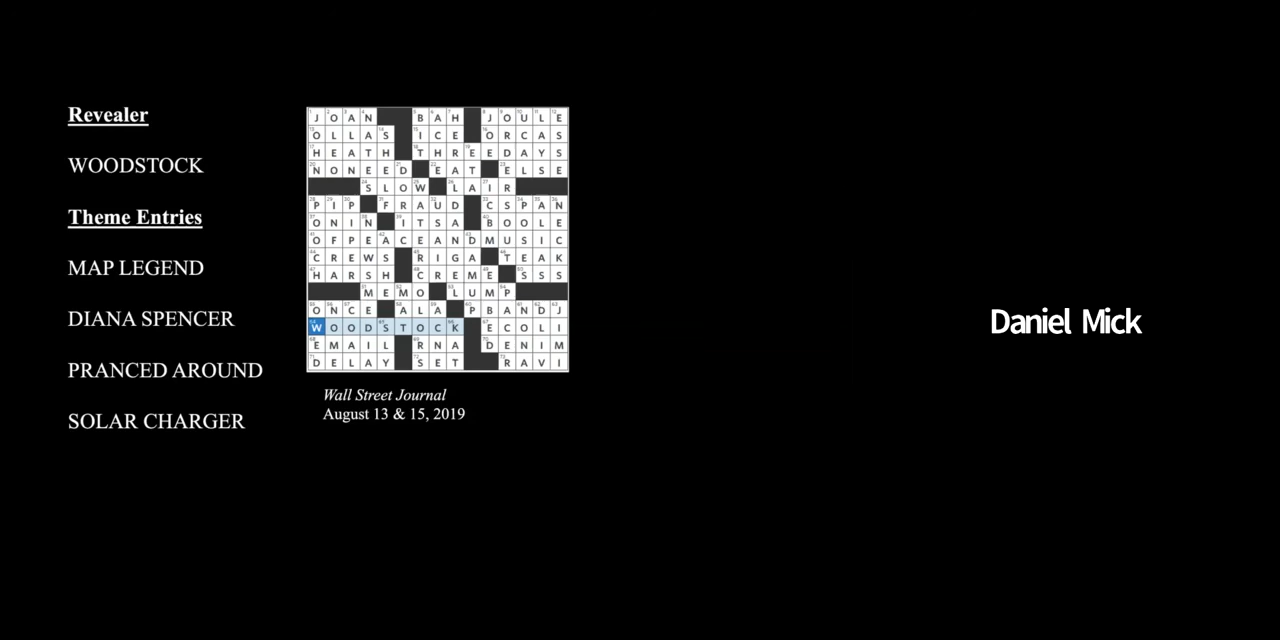 Revealer
WOODSTOCK
Theme Entries
MAP LEGEND
DIANA SPENCER
PRANCED AROUND
SOLAR CHARGER
JOAN BAH JOULE
OLLAS ICE ORCAS
HEATH THREEDAYS
NONEED EAT ELSE
SLOW LAIR
PIP FRAUD CSPAN
ONIN ITSA BOOLE
OFPEACEANDMUSIC
CREWS RIGA TEAK
HARSH CREME SSS
MEMO LUMP
ONCE ALA PBANDJ
WOODSTOCK ECOLI
EMAIL RNA DENIM
DELAY SET RAVI
Wall Street Journal
August 13 & 15, 2019
Daniel Mick